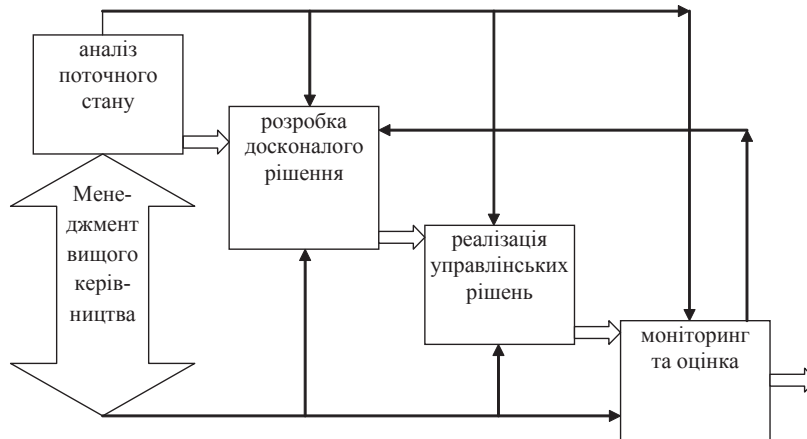 аналіз
поточного
стану
розробка
досконалого
рішення
Мене-
джмент
вищого
керів-
ництва
реалізація
управлінських
рішень
моніторинг
та оцінка